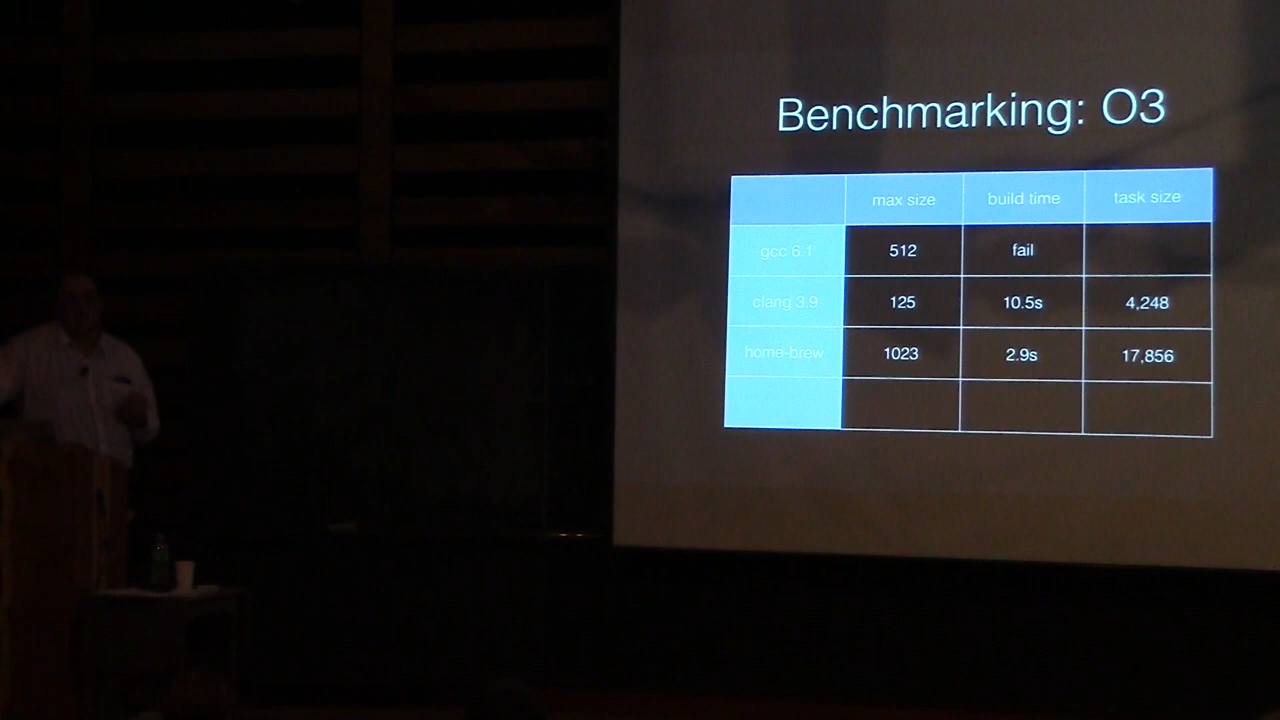 Benchmarking: O3
max size build time task size
gcc 6.1 512 fail
clang 3.9 125 10.5s 4,248
home-brew 1023 2.9s 17,856